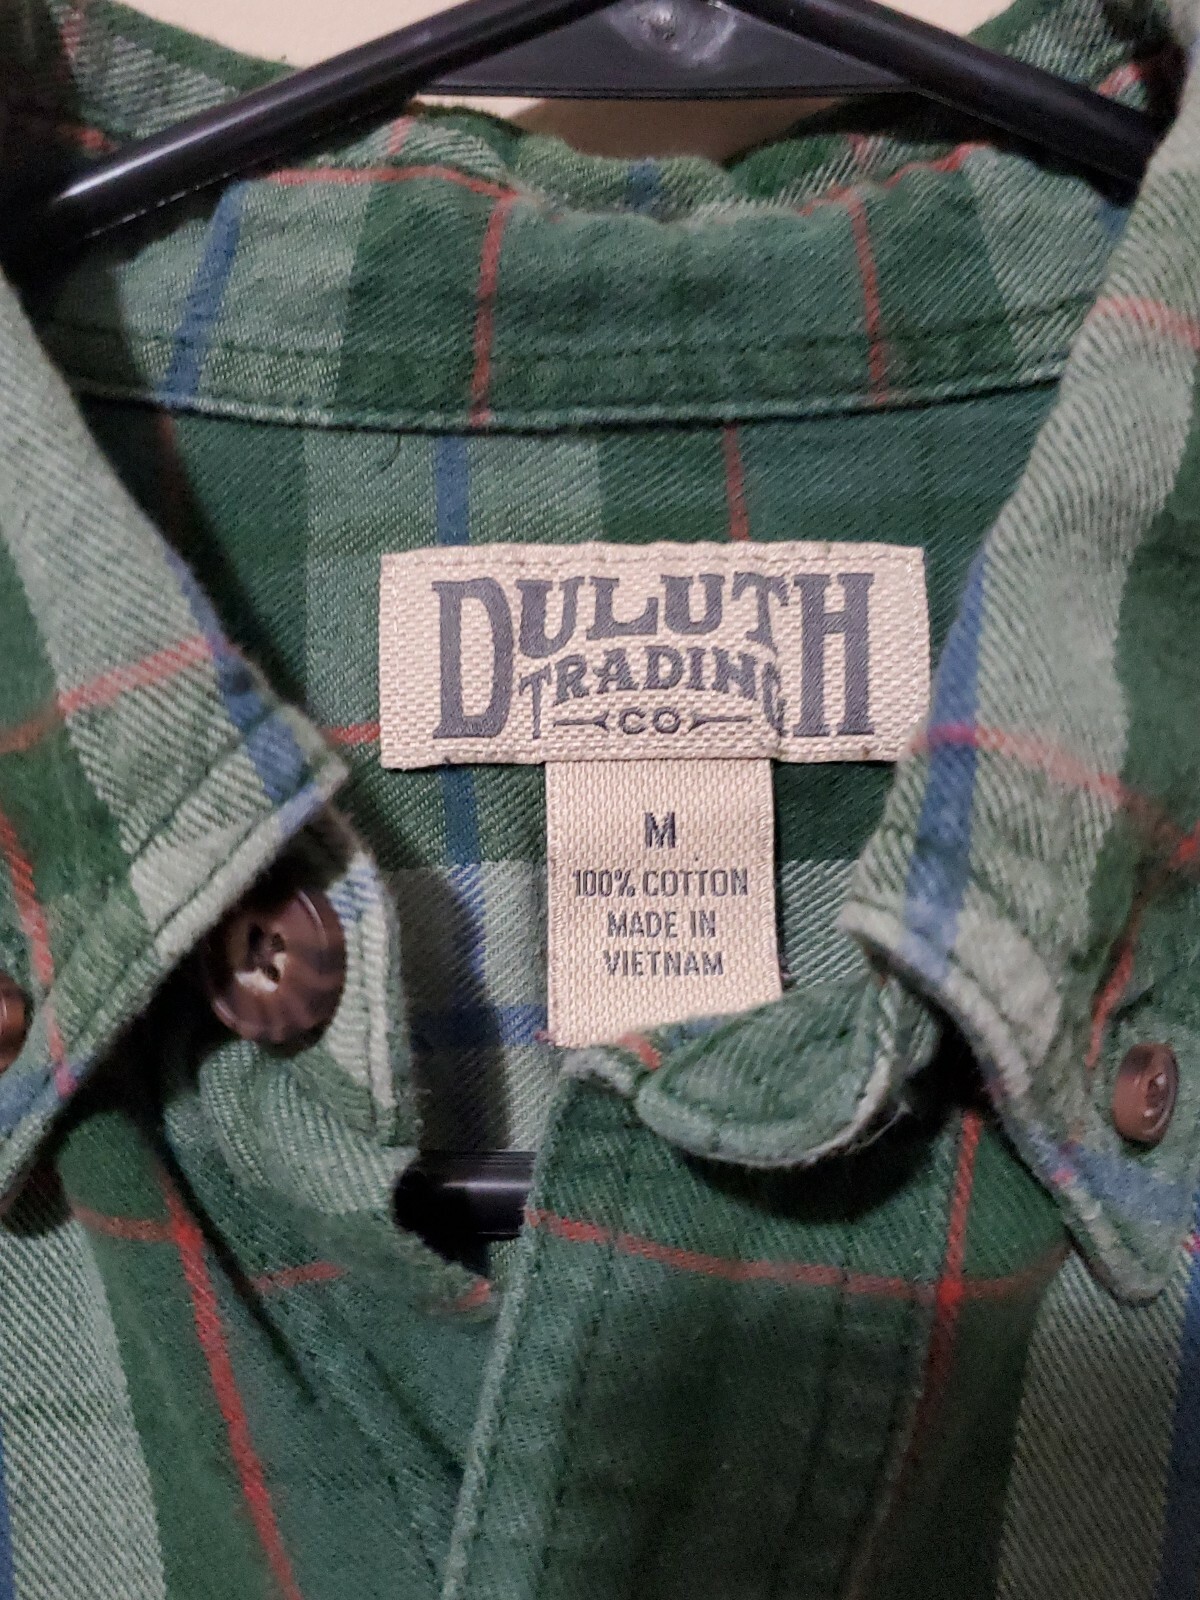 DULUTH
TRADING
CO
M
100% COTTON
MADE IN
VIETNAM